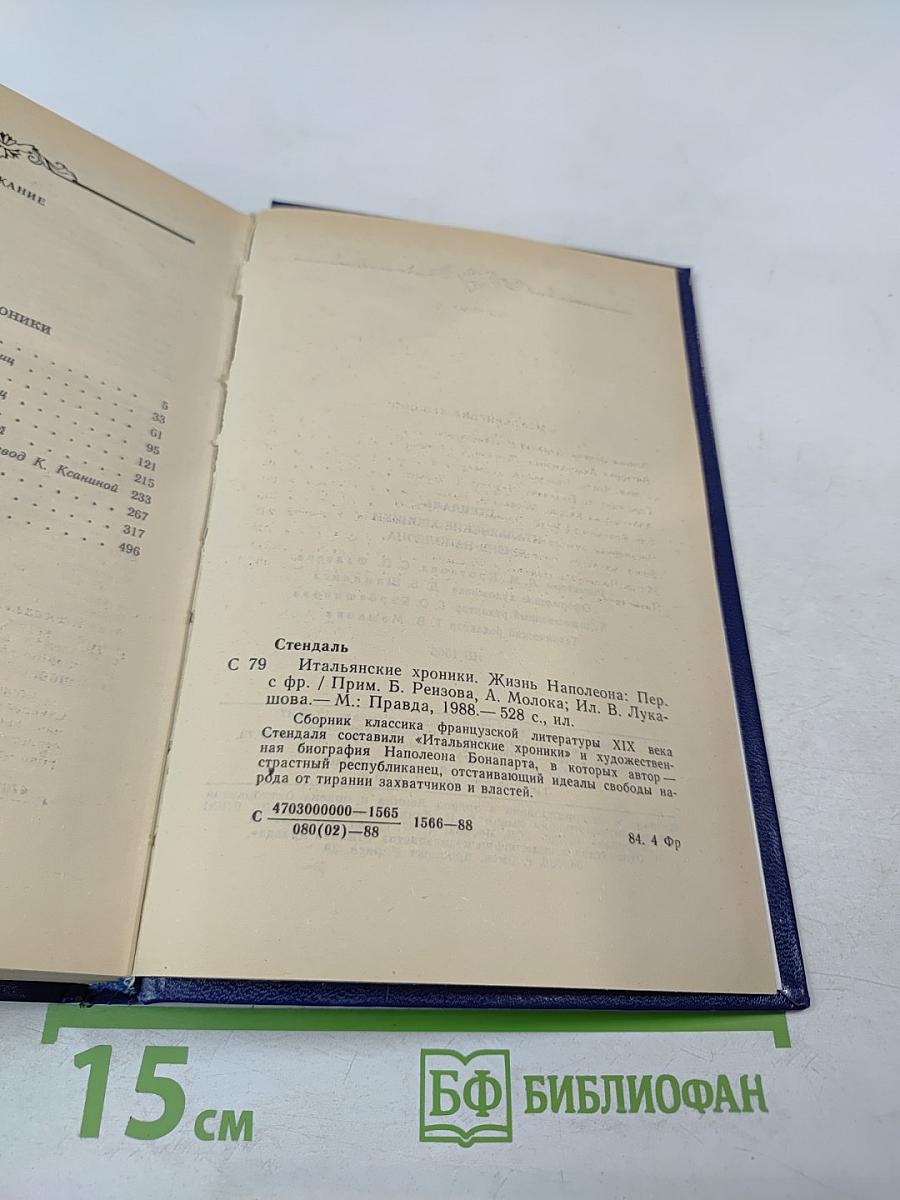 ЖАНИЕ
ОНИКИ
иц
5
33
ц
61
95
й
121
215
вод К. Ксаниной 233
267
317
496
Стендаль
С 79 Итальянские хроники. Жизнь Наполеона: Пер.
с фр. / Прим. Б. Реизова, А. Молока; Ил. В. Лука-
шова.— М.: Правда, 1988.— 528 с., ил.
Сборник классика французской литературы XIX века
Стендаля составили «Итальянские хроники» и художествен-
ная биография Наполеона Бонапарта, в которых автор —
страстный республиканец, отстаивающий идеалы свободы на-
рода от тирании захватчиков и властей.
С 4703000000—1565 1566—88
080(02)—88
84. 4 Фр
15 см
БФ БИБЛИОФАН